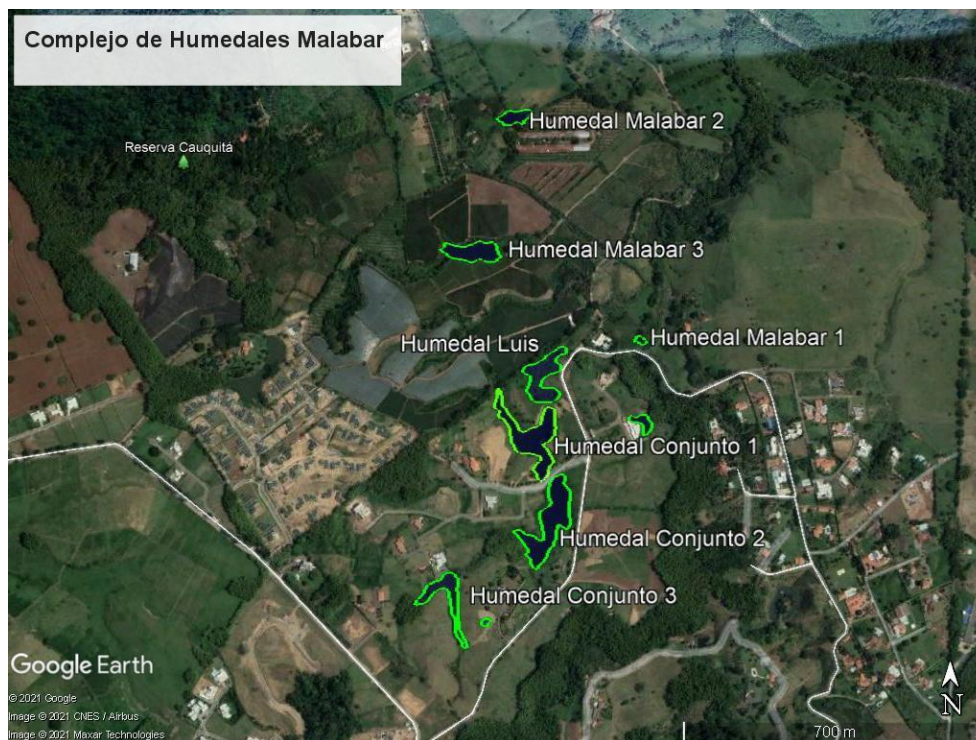 Complejo de Humedales Malabar
Humedal Malabar 2
Reserva Cauquita
Humedal Malabar 3
Humedal Malabar 1
Humedal Luis
Humedal Conjunto 1
Humedal Conjunto 2
Humedal Conjunto 3
Google Earth
N
© 2021 Google
Image © 2021 CNES / Airbus
Image © 2021 Maxar Technologies
700 m